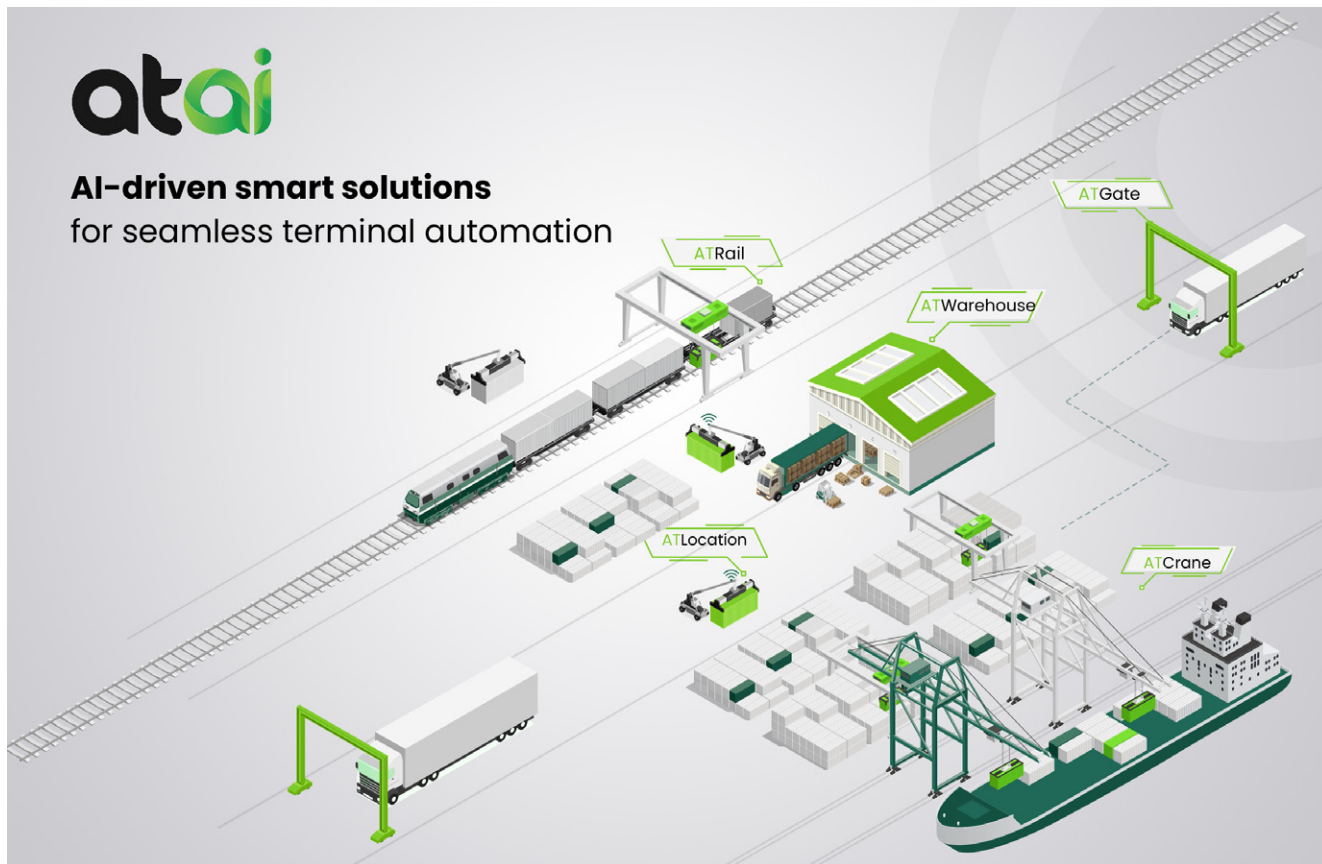 atai
AI-driven smart solutions
for seamless terminal automation
ATGate
ATRail
ATWarehouse
ATLocation
ATCrane